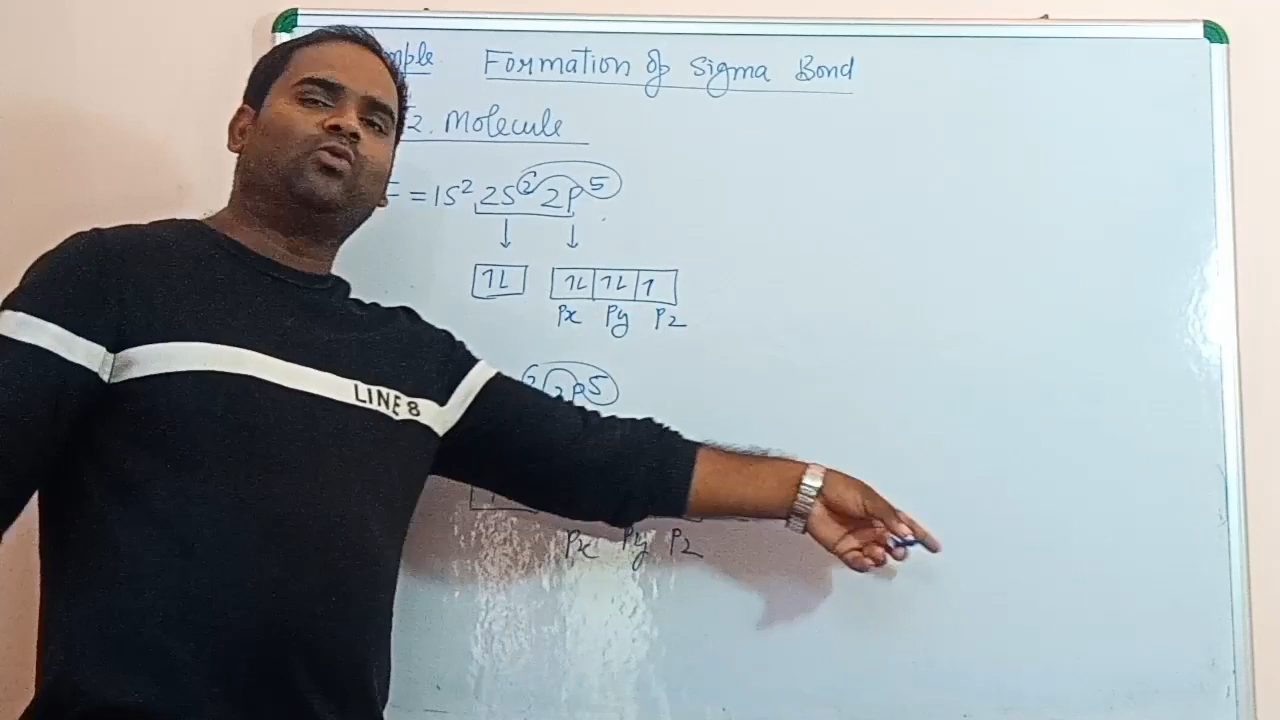 Formation of Sigma Bond
2. Molecule
= 1S² 2S² 2P⁵
1L 1L 1L 1
Px Py Pz
2P⁵
LINE 8
Px Py Pz